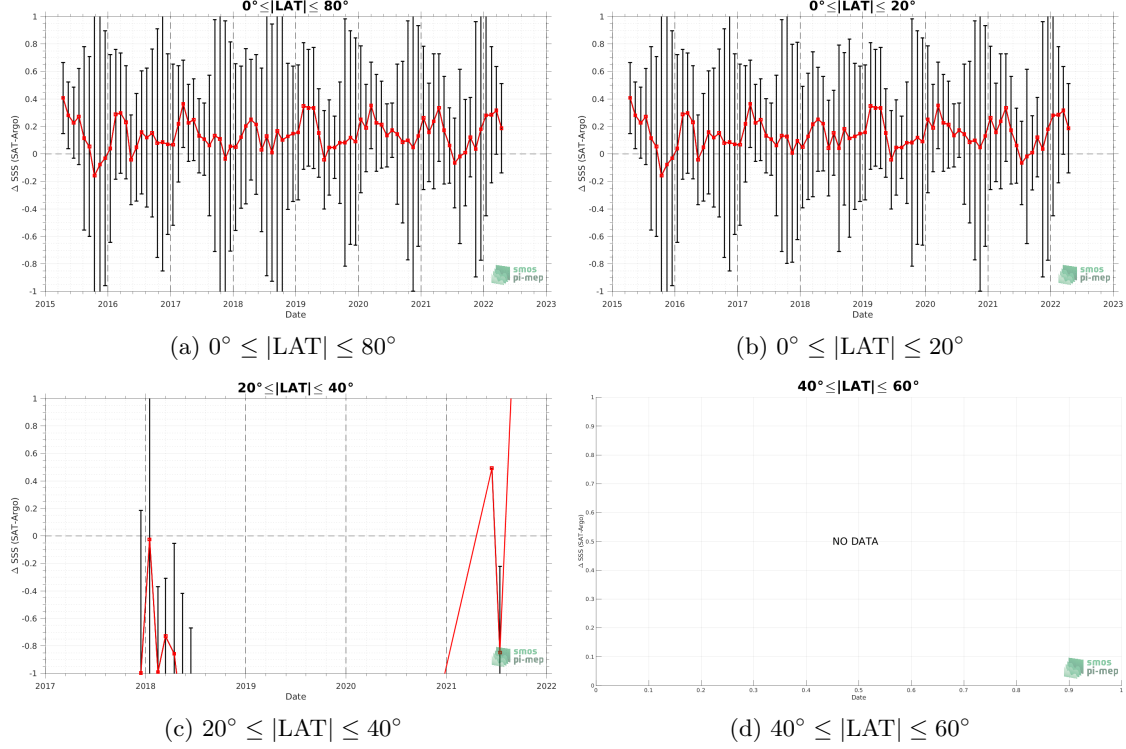 0°≤|LAT|≤ 80°
1
0.8
0.6
0.4
0.2
0
-0.2
-0.4
-0.6
-0.8
-1
Δ SSS (SAT-Argo)
2015 2016 2017 2018 2019 2020 2021 2022 2023
Date
smos
pi-mep
(a) 0° ≤ |LAT| ≤ 80°
0°≤|LAT|≤ 20°
1
0.8
0.6
0.4
0.2
0
-0.2
-0.4
-0.6
-0.8
-1
Δ SSS (SAT-Argo)
2015 2016 2017 2018 2019 2020 2021 2022 2023
Date
smos
pi-mep
(b) 0° ≤ |LAT| ≤ 20°
20°≤|LAT|≤ 40°
1
0.8
0.6
0.4
0.2
0
-0.2
-0.4
-0.6
-0.8
-1
Δ SSS (SAT-Argo)
2017 2018 2019 2020 2021 2022
Date
smos
pi-mep
(c) 20° ≤ |LAT| ≤ 40°
40°≤|LAT|≤ 60°
1
0.9
0.8
0.7
0.6
0.5
0.4
0.3
0.2
0.1
0
Δ SSS (SAT-Argo)
NO DATA
0 0.1 0.2 0.3 0.4 0.5 0.6 0.7 0.8 0.9 1
Date
smos
pi-mep
(d) 40° ≤ |LAT| ≤ 60°